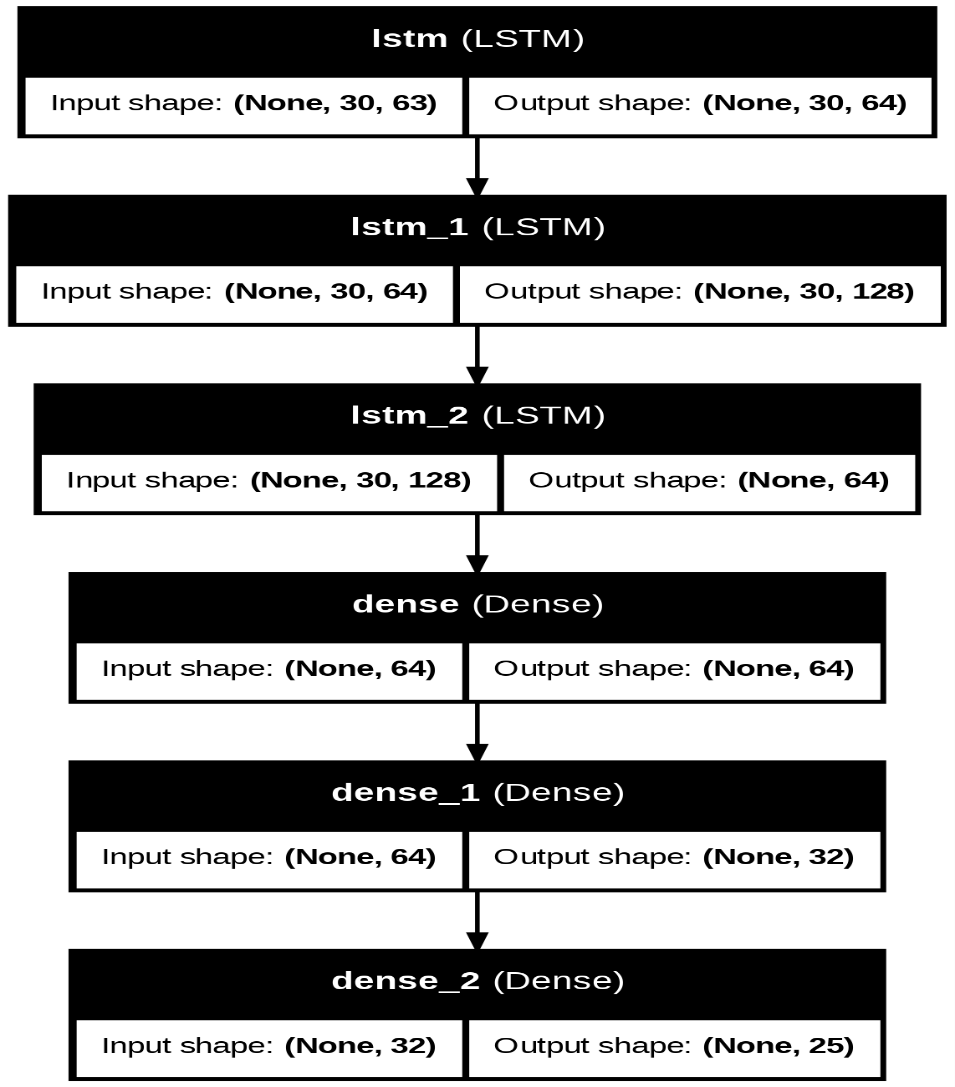 lstm (LSTM)
Input shape: (None, 30, 63) Output shape: (None, 30, 64)
lstm_1 (LSTM)
Input shape: (None, 30, 64) Output shape: (None, 30, 128)
lstm_2 (LSTM)
Input shape: (None, 30, 128) Output shape: (None, 64)
dense (Dense)
Input shape: (None, 64) Output shape: (None, 64)
dense_1 (Dense)
Input shape: (None, 64) Output shape: (None, 32)
dense_2 (Dense)
Input shape: (None, 32) Output shape: (None, 25)